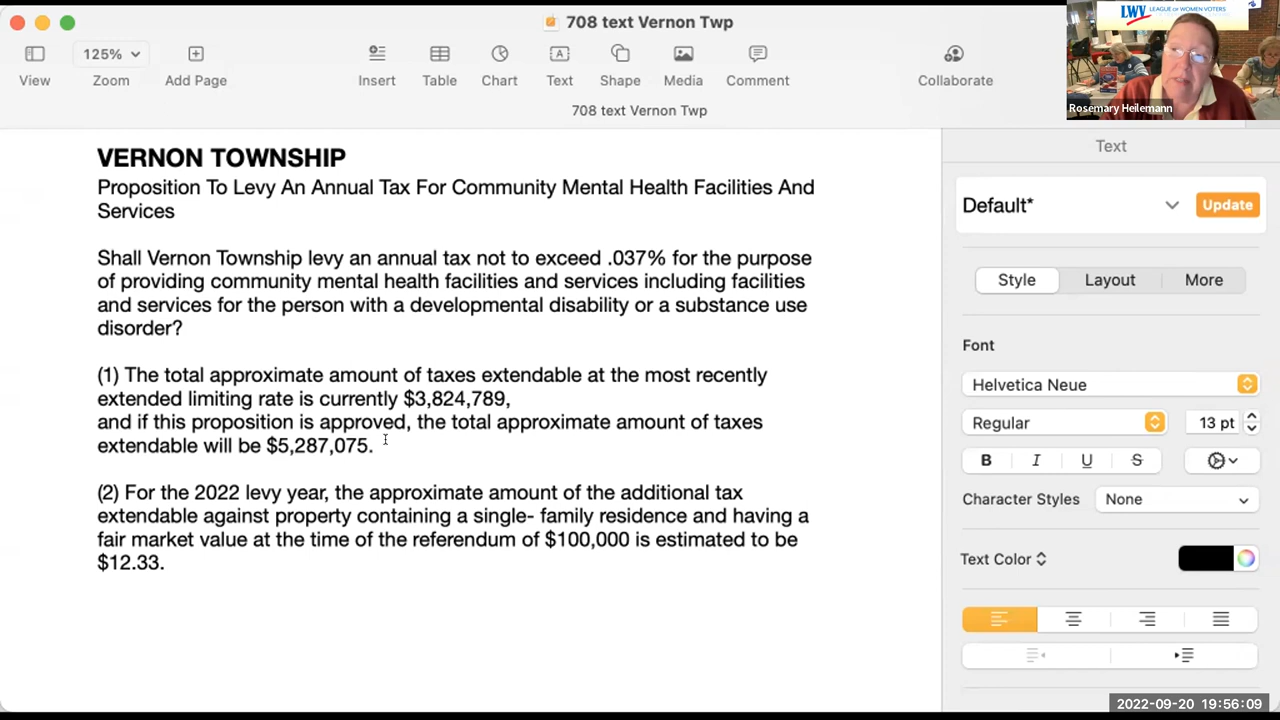 708 text Vernon Twp
LWV LEAGUE OF WOMEN VOTERS
125%
View
Zoom
Add Page
Insert
Table
Chart
Text
Shape
Media
Comment
Collaborate
Rosemary Heilemann
708 text Vernon Twp
VERNON TOWNSHIP
Proposition To Levy An Annual Tax For Community Mental Health Facilities And
Services
Shall Vernon Township levy an annual tax not to exceed .037% for the purpose
of providing community mental health facilities and services including facilities
and services for the person with a developmental disability or a substance use
disorder?
(1) The total approximate amount of taxes extendable at the most recently
extended limiting rate is currently $3,824,789,
and if this proposition is approved, the total approximate amount of taxes
extendable will be $5,287,075.
(2) For the 2022 levy year, the approximate amount of the additional tax
extendable against property containing a single- family residence and having a
fair market value at the time of the referendum of $100,000 is estimated to be
$12.33.
Text
Default*
Update
Style
Layout
More
Font
Helvetica Neue
Regular
13 pt
B I U S
Character Styles
None
Text Color
2022-09-20 19:56:09